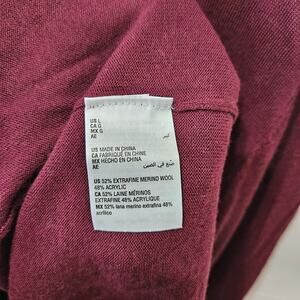 US L
CA G
MX G
AE كبير
US MADE IN CHINA
CA FABRIQUÉ EN CHINE
MX HECHO EN CHINA
AE صنع في الصين
US 52% EXTRAFINE MERINO WOOL
48% ACRYLIC
CA 52% LAINE MÉRINOS
EXTRAFINE 48% ACRYLIQUE
MX 52% lana merino extrafina 48%
acrílico